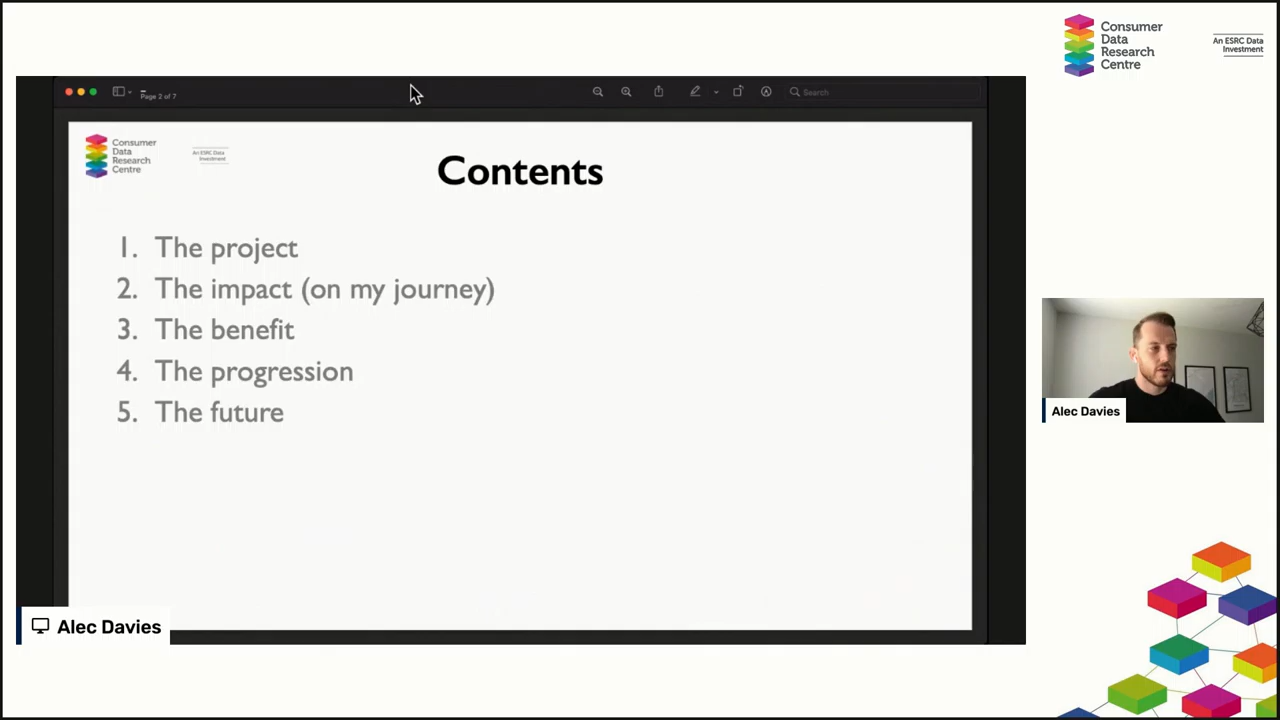 Consumer
Data
Research
Centre
An ESRC Data
Investment
Page 2 of 7
Search
Consumer
Data
Research
Centre
An ESRC Data
Investment
Contents
1. The project
2. The impact (on my journey)
3. The benefit
4. The progression
5. The future
Alec Davies
Alec Davies